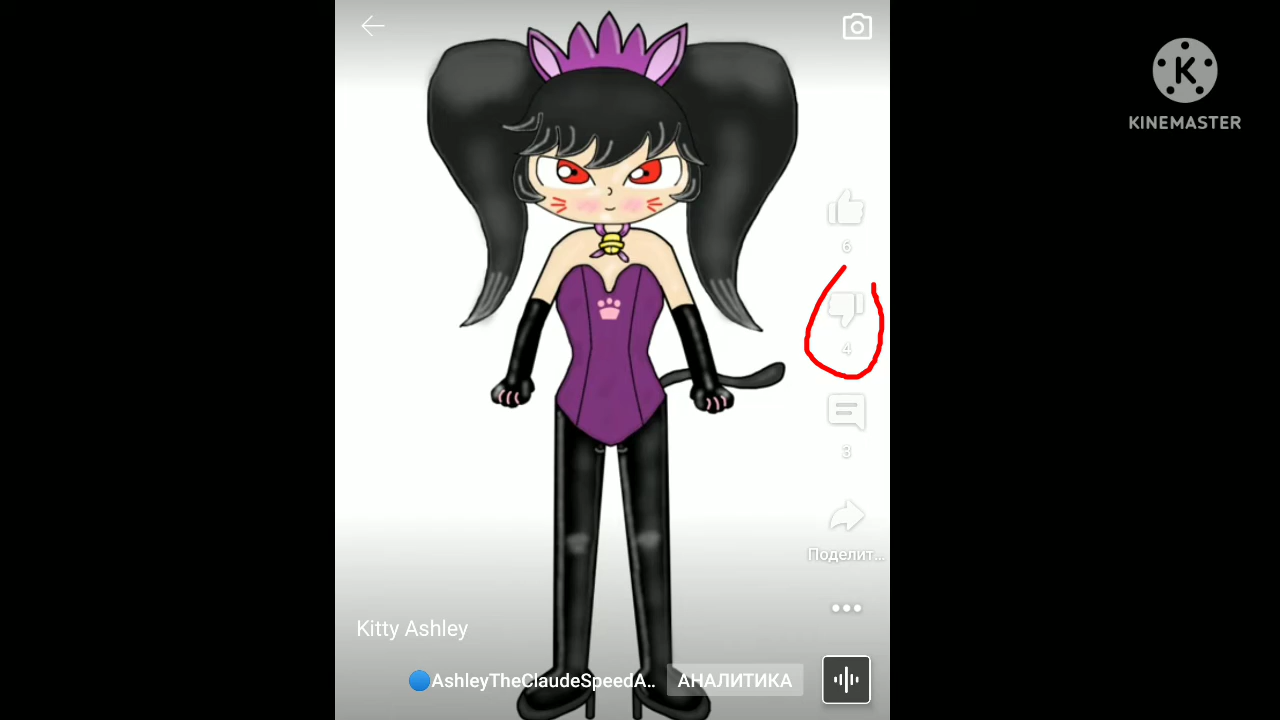 KINEMASTER
6
4
3
Поделит...
Kitty Ashley
AshleyTheClaudeSpeedA..
АНАЛИТИКА